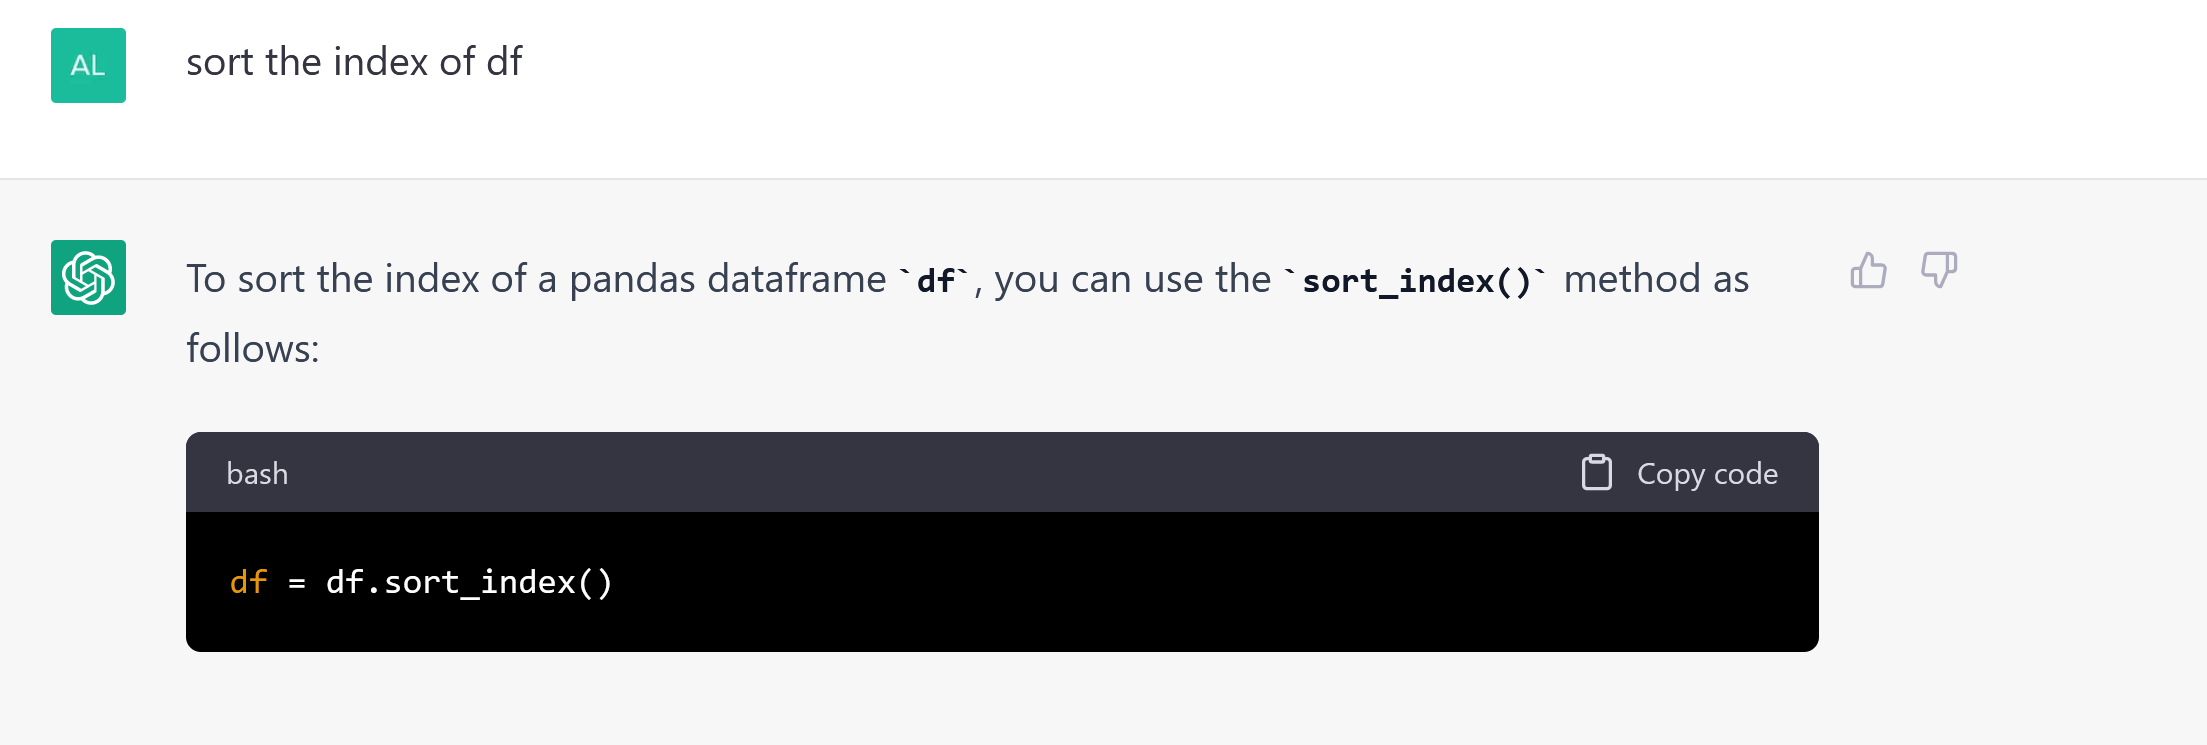 AL
sort the index of df
To sort the index of a pandas dataframe `df`, you can use the `sort_index()` method as
follows:
bash
Copy code
df = df.sort_index()